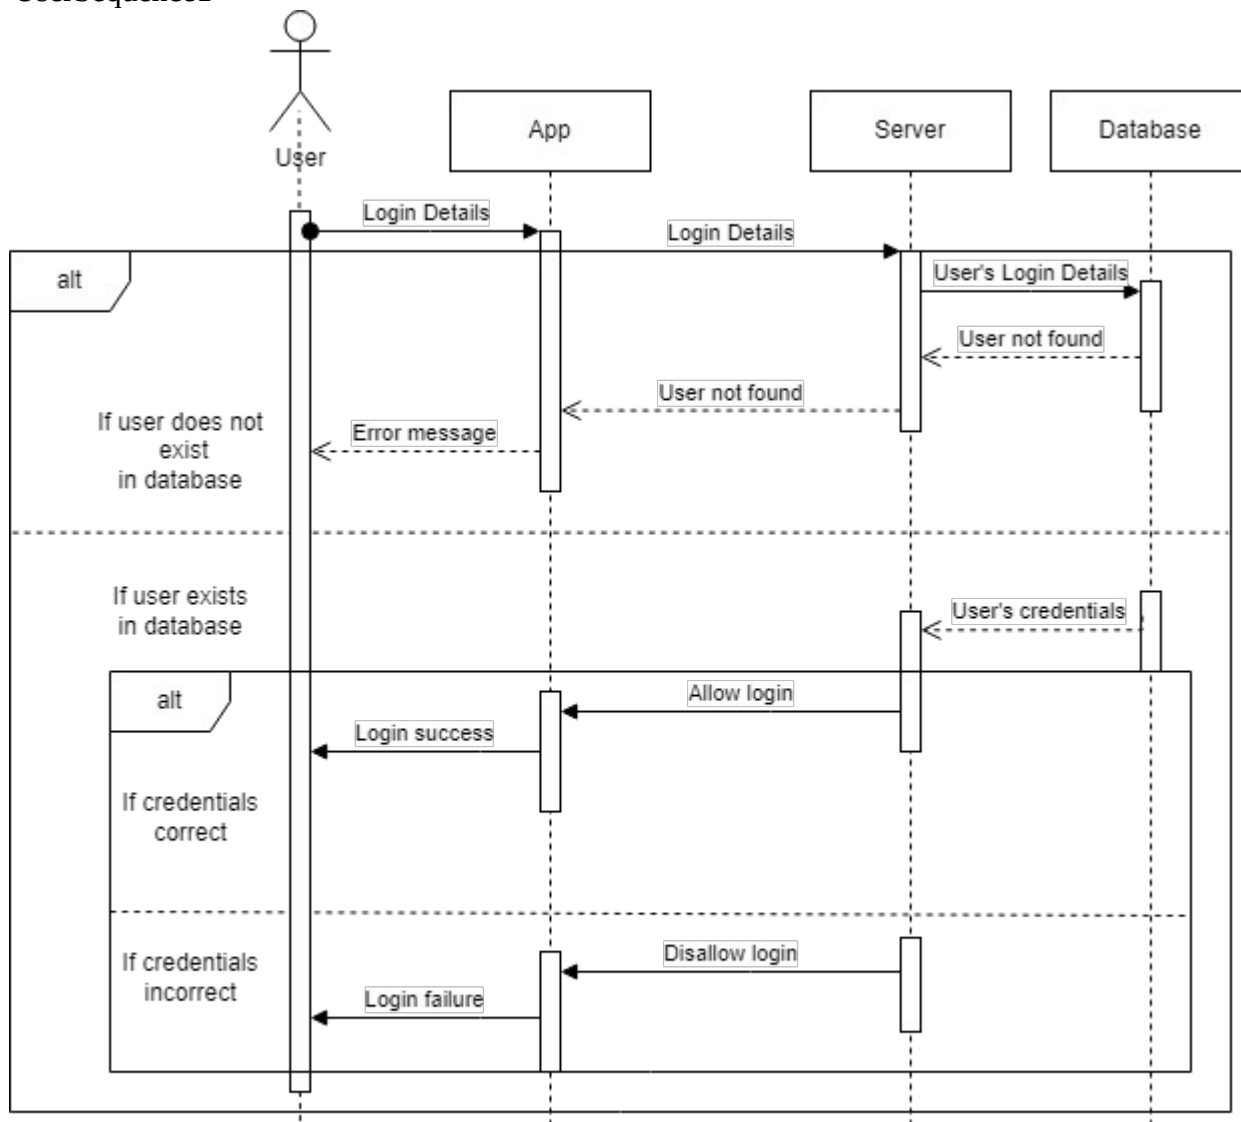 User
App
Server
Database
Login Details
Login Details
alt
User's Login Details
User not found
User not found
If user does not
exist
in database
Error message
If user exists
in database
User's credentials
alt
Allow login
Login success
If credentials
correct
If credentials
incorrect
Disallow login
Login failure